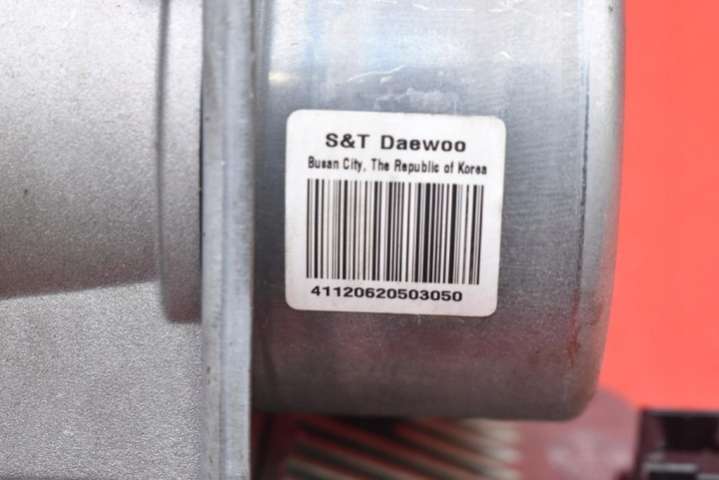 S&T Daewoo
Busan City, The Republic of Korea
41120620503050